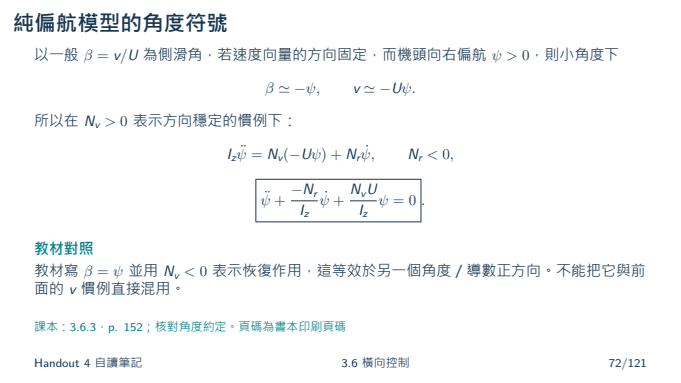 純偏航模型的角度符號
以一般 β = v/U 為側滑角，若速度向量的方向固定，而機頭向右偏航 ψ > 0，則小角度下
β ≃ −ψ, v ≃ −Uψ.
所以在 N_v > 0 表示方向穩定的慣例下：
I_z ψ̈ = N_v(−Uψ) + N_r ψ̇, N_r < 0,
ψ̈ + \frac{−N_r}{I_z} ψ̇ + \frac{N_v U}{I_z} ψ = 0 .
教材對照
教材寫 β = ψ 並用 N_v < 0 表示恢復作用，這等效於另一個角度 / 導數正方向。不能把它與前
面的 v 慣例直接混用。
課本：3.6.3，p. 152；核對角度約定。頁碼為書本印刷頁碼
Handout 4 自讀筆記 3.6 橫向控制 72/121